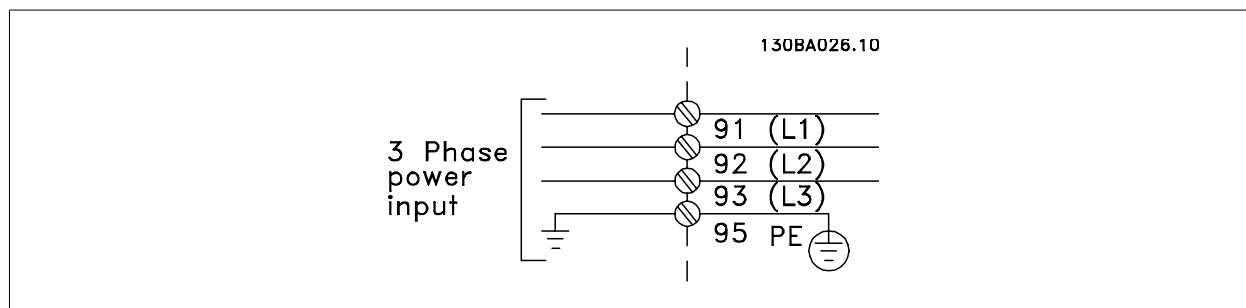 130BA026.10
3 Phase
power
input
91 (L1)
92 (L2)
93 (L3)
95 PE